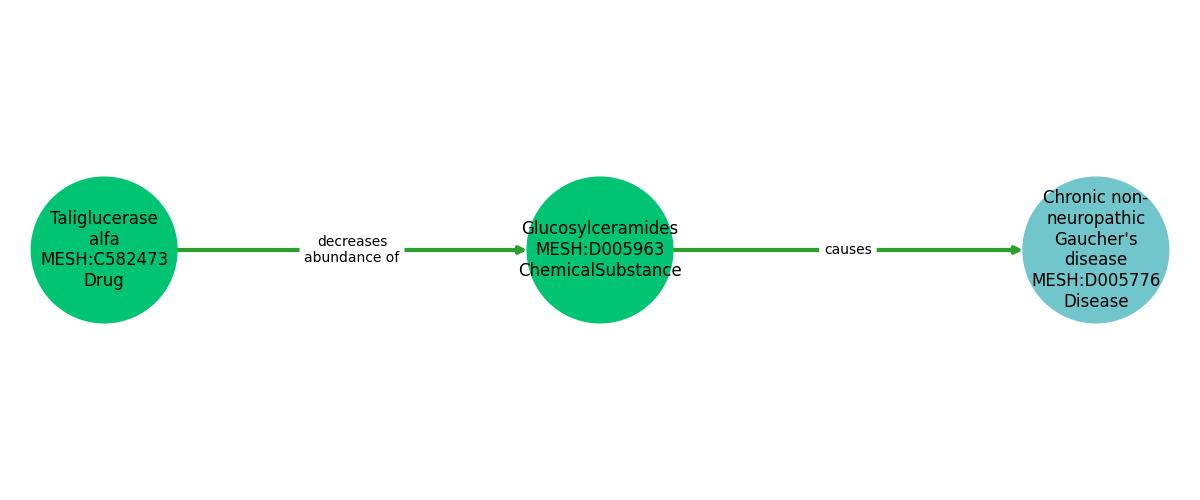 Taliglucerase
alfa
MESH:C582473
Drug
decreases
abundance of
Glucosylceramides
MESH:D005963
ChemicalSubstance
causes
Chronic non-
neuropathic
Gaucher's
disease
MESH:D005776
Disease